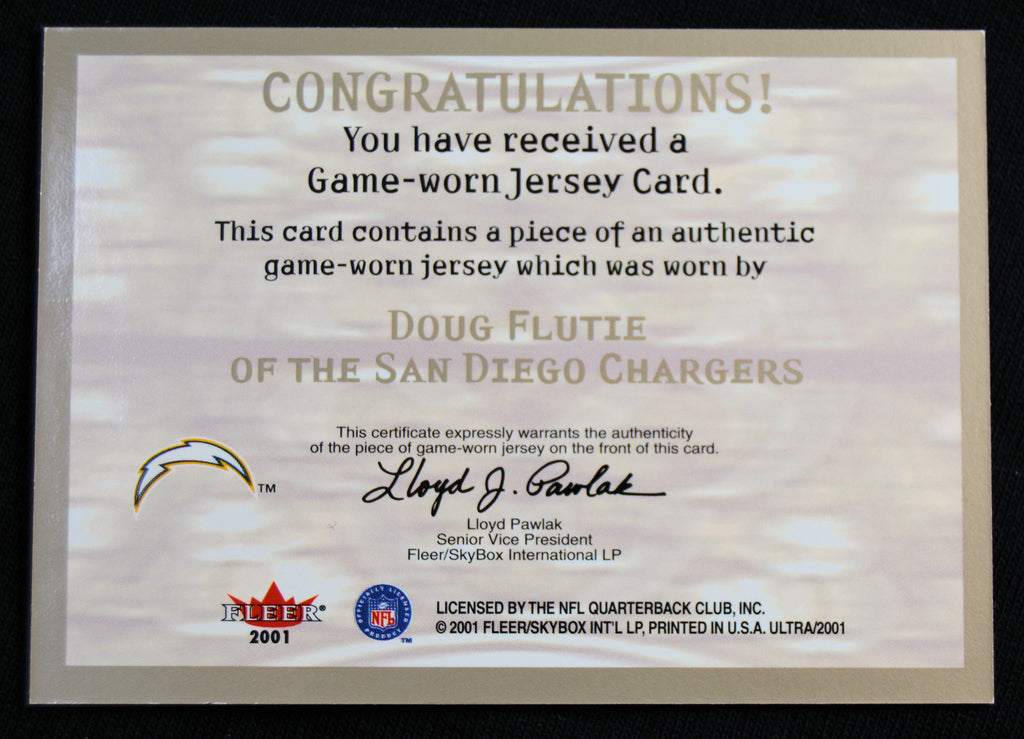 CONGRATULATIONS!
You have received a
Game-worn Jersey Card.
This card contains a piece of an authentic
game-worn jersey which was worn by
DOUG FLUTIE
OF THE SAN DIEGO CHARGERS
This certificate expressly warrants the authenticity
of the piece of game-worn jersey on the front of this card.
Lloyd J. Pawlak
TM
Lloyd Pawlak
Senior Vice President
Fleer/SkyBox International LP
FLEER®
2001
OFFICIALLY LICENSED
NFL
PRODUCT
TM
LICENSED BY THE NFL QUARTERBACK CLUB, INC.
© 2001 FLEER/SKYBOX INT'L LP, PRINTED IN U.S.A. ULTRA/2001